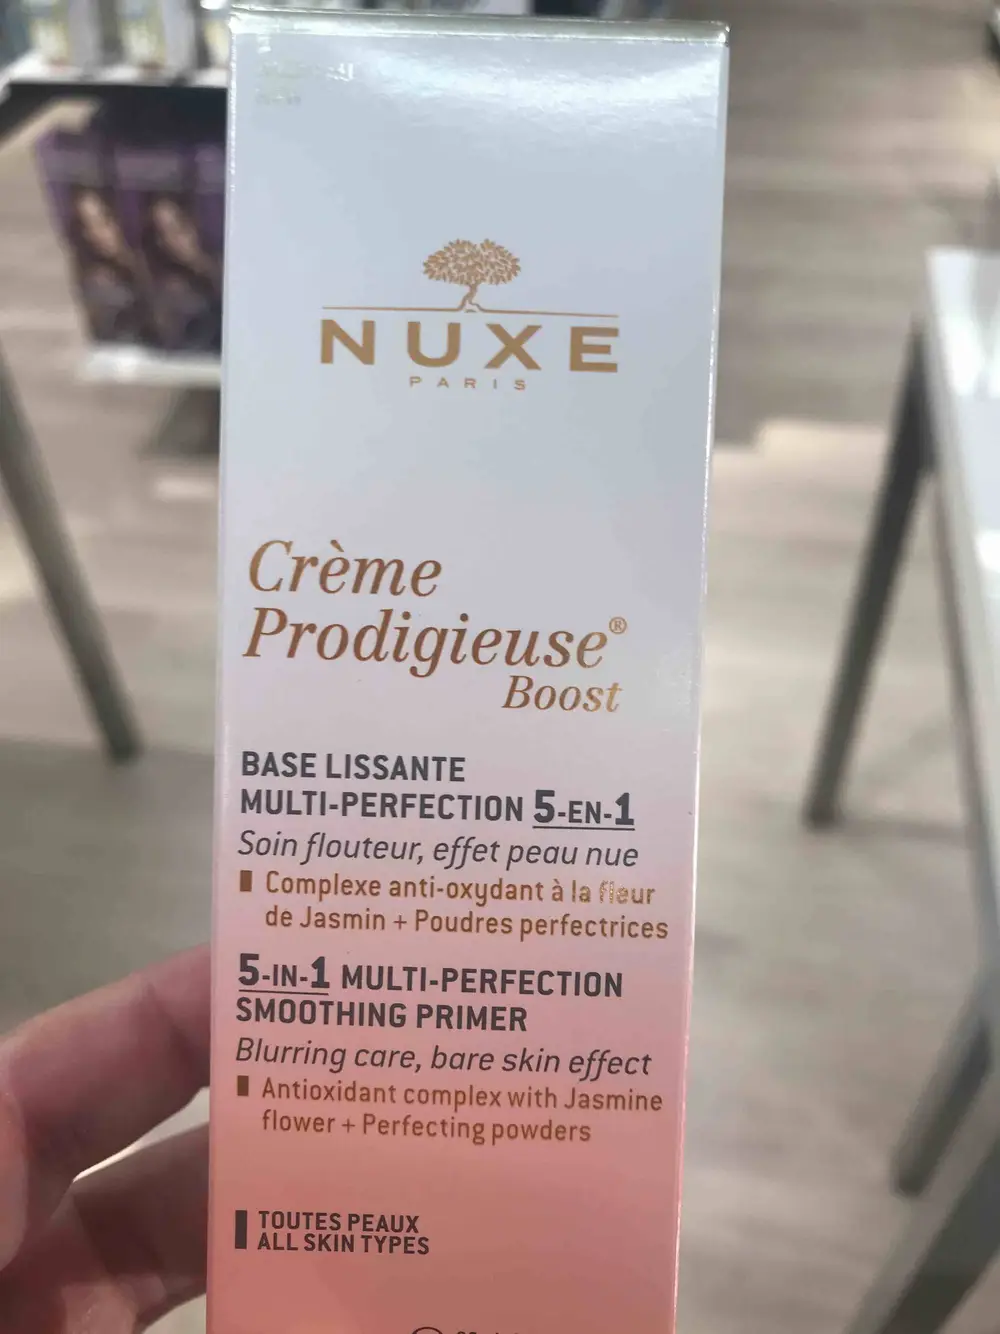 NUXE
PARIS
Crème
Prodigieuse®
Boost
BASE LISSANTE
MULTI-PERFECTION 5-EN-1
Soin flouteur, effet peau nue
Complexe anti-oxydant à la fleur
de Jasmin + Poudres perfectrices
5-IN-1 MULTI-PERFECTION
SMOOTHING PRIMER
Blurring care, bare skin effect
Antioxidant complex with Jasmine
flower + Perfecting powders
TOUTES PEAUX
ALL SKIN TYPES